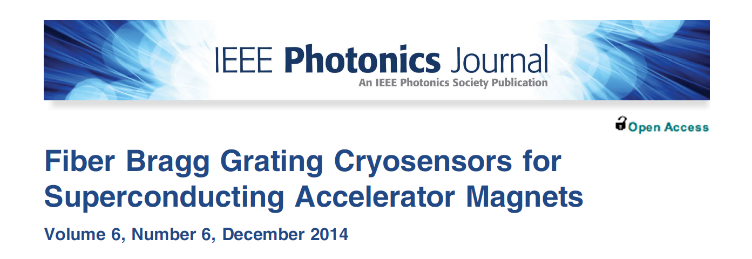 IEEE Photonics Journal
An IEEE Photonics Society Publication
Open Access
Fiber Bragg Grating Cryosensors for
Superconducting Accelerator Magnets
Volume 6, Number 6, December 2014